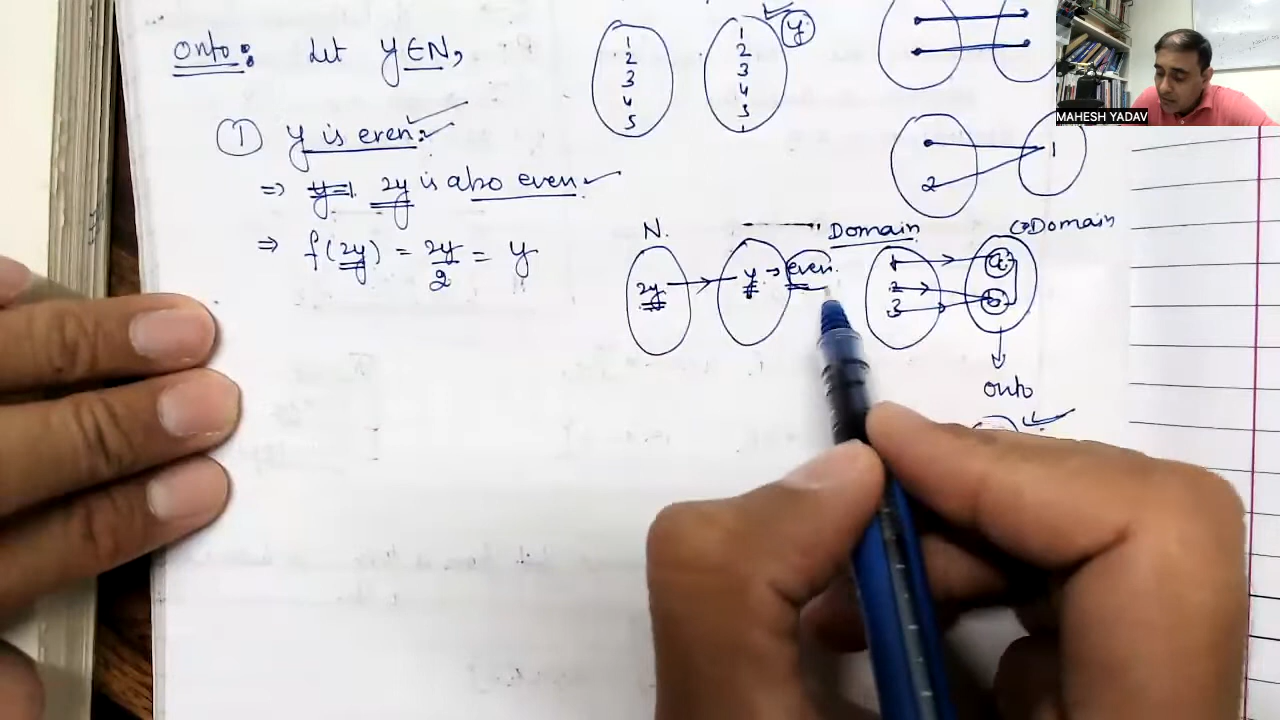 Onto: Let y∈N,
① y is even:
⇒ y=1 2y is also even
⇒ f(2y) = 2y/2 = y
1
2
3
4
5
1
2
3
4
5
y
MAHESH YADAV
1
2
N.
2y
y → even.
Domain
CoDomain
1
2
3
a
b
onto